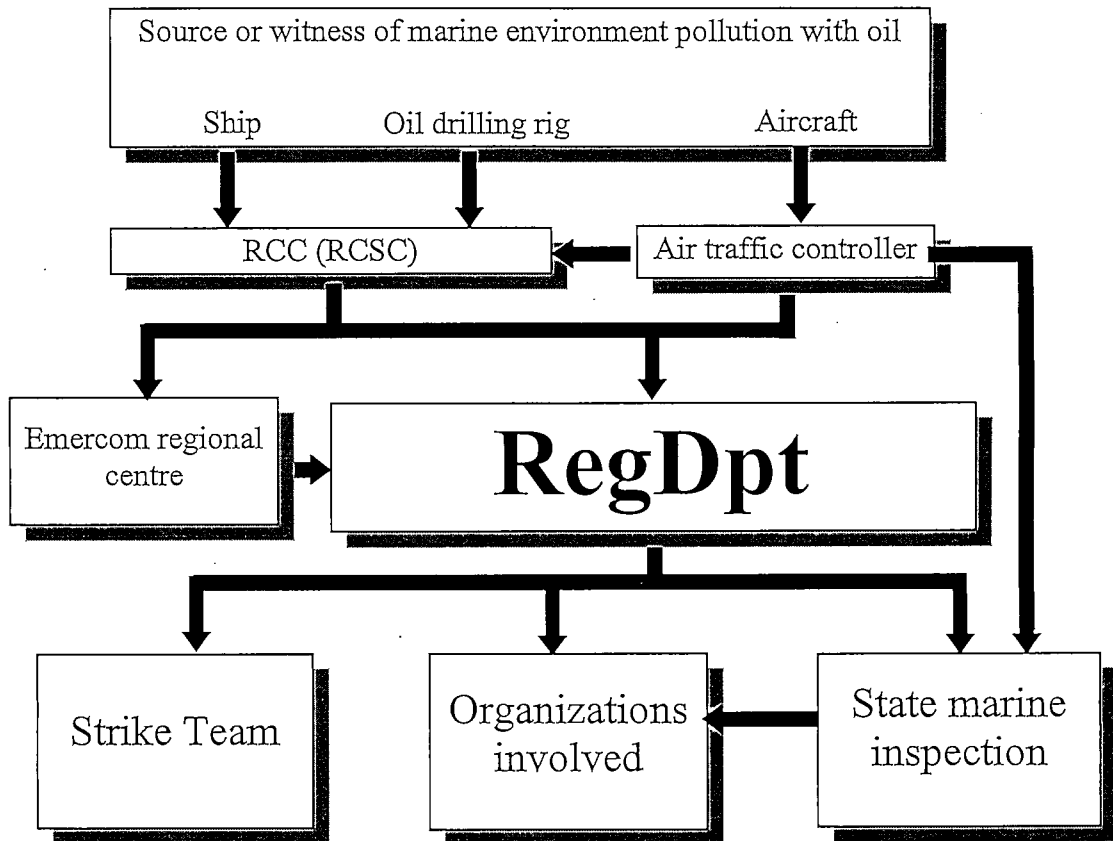 Source or witness of marine environment pollution with oil
Ship Oil drilling rig Aircraft
RCC (RCSC)
Air traffic controller
Emercom regional
centre
RegDpt
Strike Team
Organizations
involved
State marine
inspection